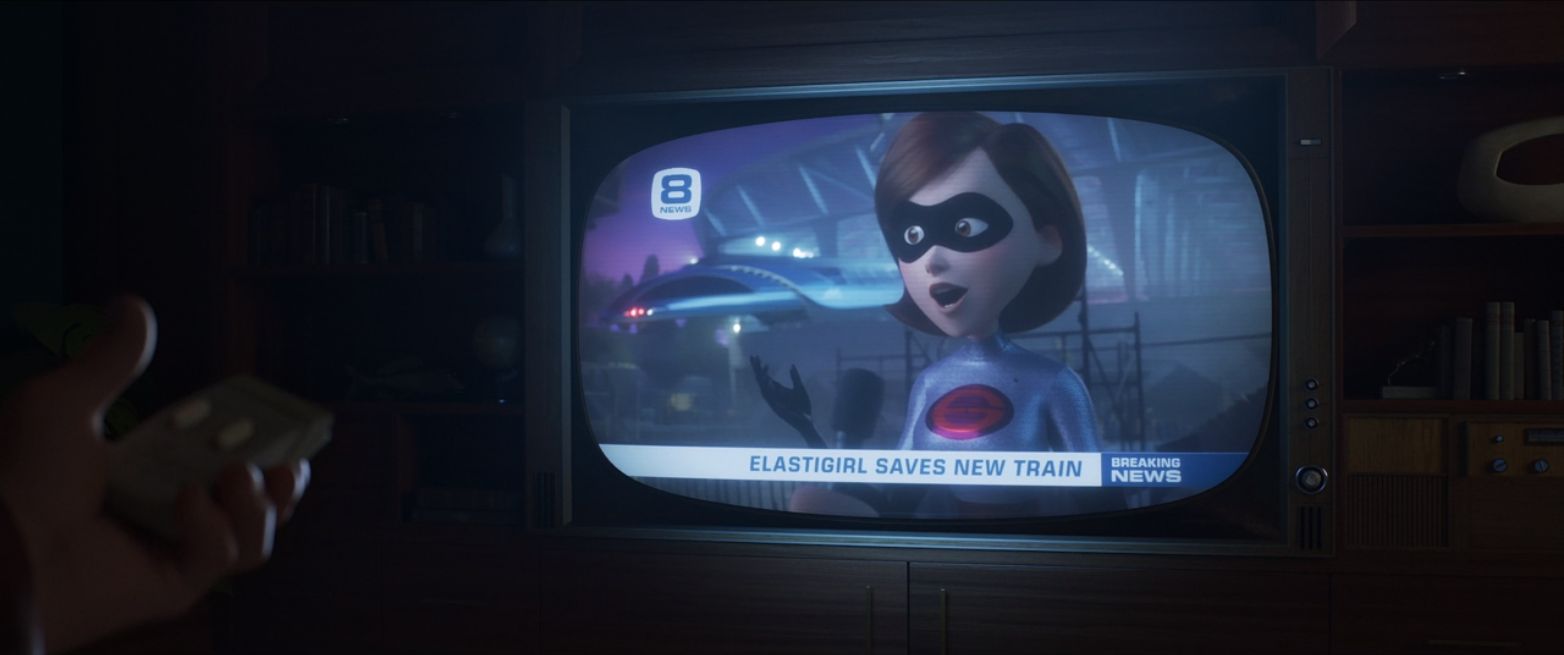 8
NEWS
ELASTIGIRL SAVES NEW TRAIN
BREAKING
NEWS